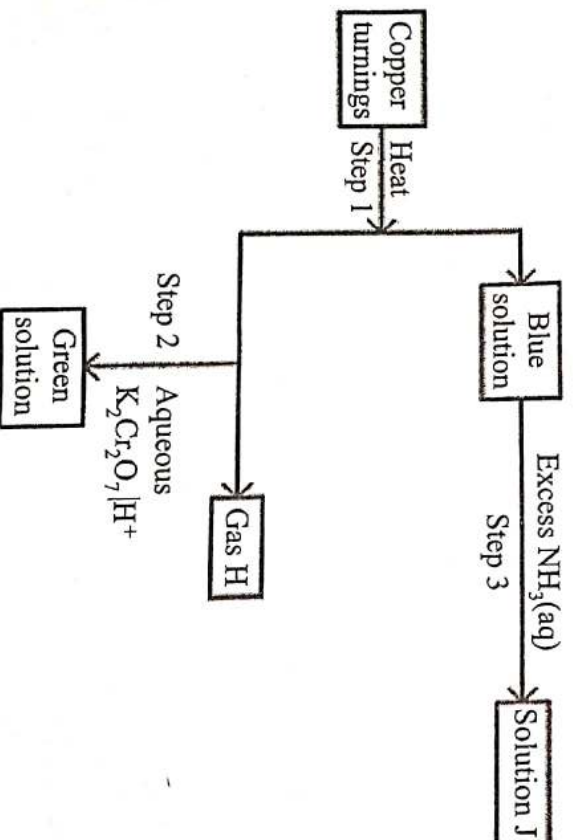 Copper
turnings
Heat
Step 1
Blue
solution
Excess NH₃(aq)
Step 3
Solution J
Step 2
Aqueous
K₂Cr₂O₇|H⁺
Green
solution
Gas H